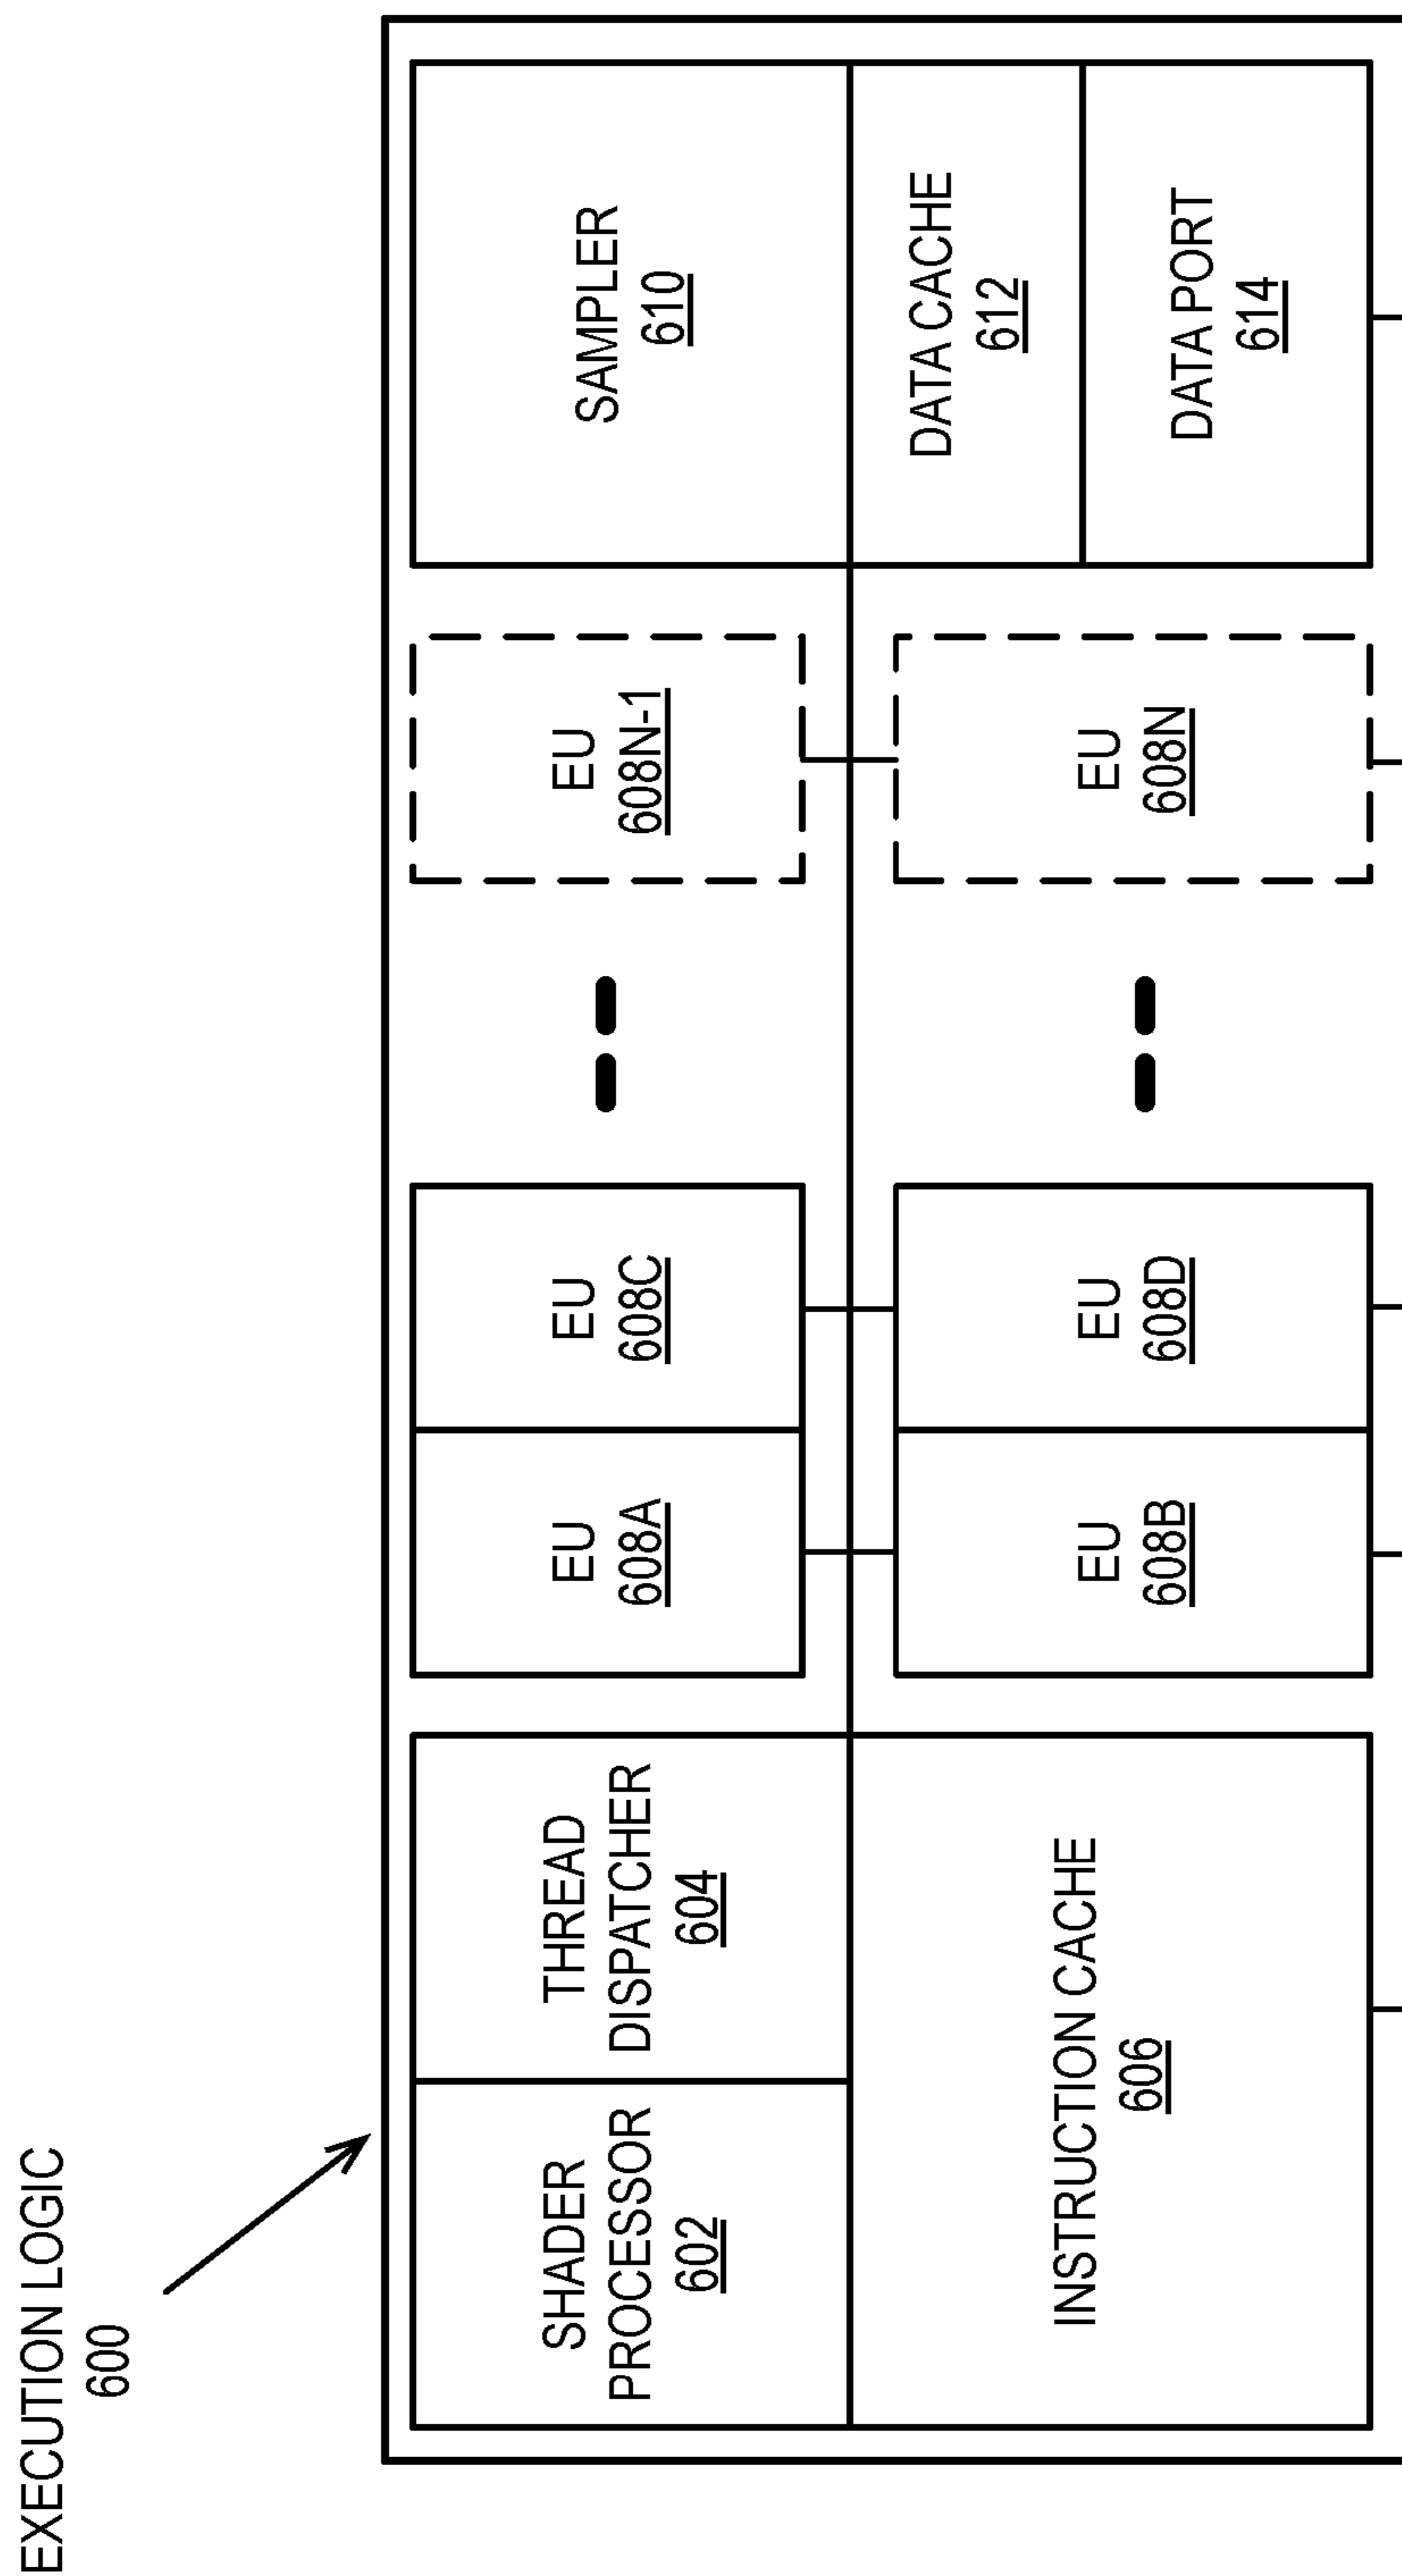 EXECUTION LOGIC
600
SHADER
PROCESSOR
602
THREAD
DISPATCHER
604
EU
608A
EU
608C
EU
608N-1
SAMPLER
610
INSTRUCTION CACHE
606
EU
608B
EU
608D
EU
608N
DATA CACHE
612
DATA PORT
614